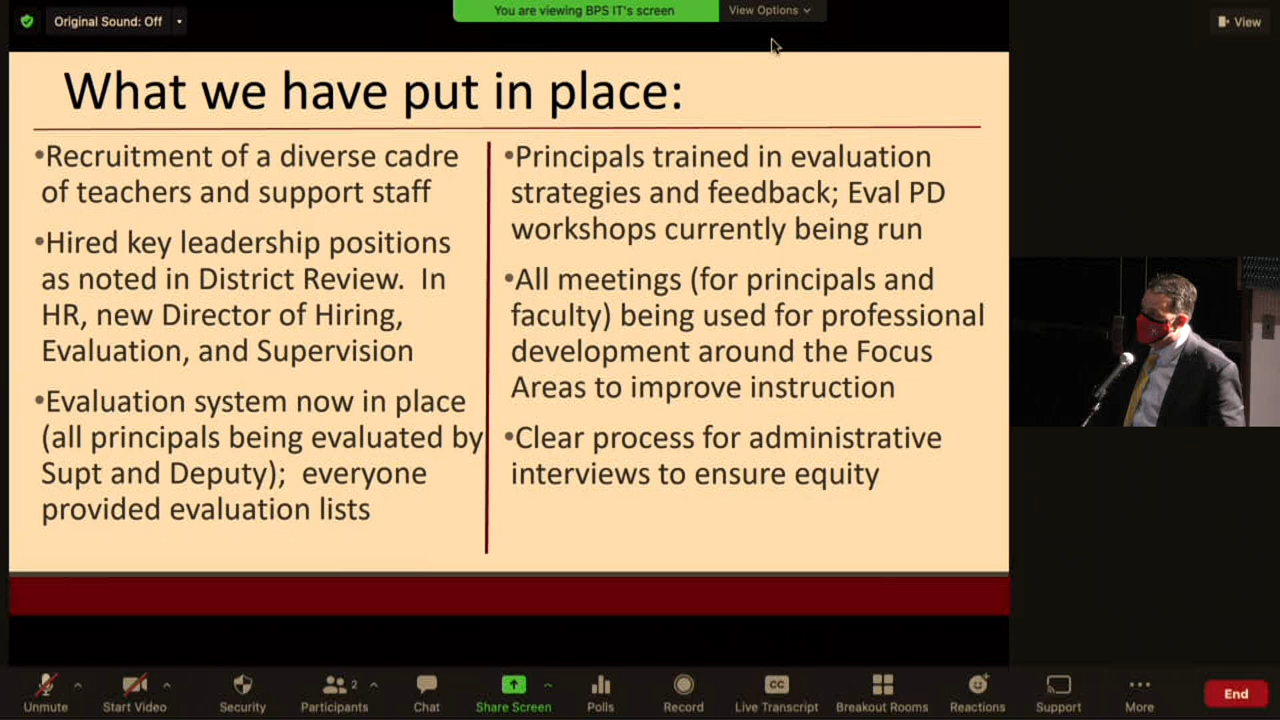 Original Sound: Off
You are viewing BPS IT's screen
View Options
View
What we have put in place:
•Recruitment of a diverse cadre
of teachers and support staff
•Hired key leadership positions
as noted in District Review.  In
HR, new Director of Hiring,
Evaluation, and Supervision
•Evaluation system now in place
(all principals being evaluated by
Supt and Deputy);  everyone
provided evaluation lists
•Principals trained in evaluation
strategies and feedback; Eval PD
workshops currently being run
•All meetings (for principals and
faculty) being used for professional
development around the Focus
Areas to improve instruction
•Clear process for administrative
interviews to ensure equity
Unmute
Start Video
Security
2
Participants
Chat
Share Screen
Polls
Record
CC
Live Transcript
Breakout Rooms
Reactions
Support
More
End